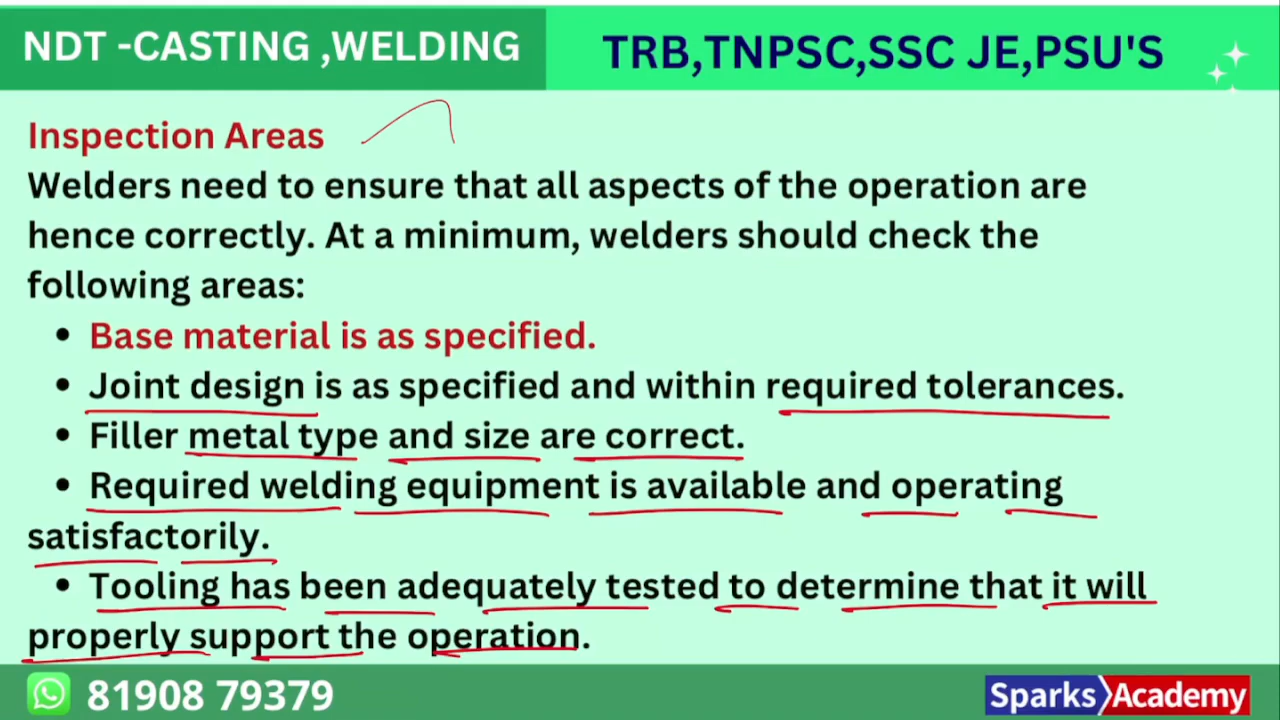 NDT -CASTING ,WELDING
TRB,TNPSC,SSC JE,PSU'S
Inspection Areas
Welders need to ensure that all aspects of the operation are
hence correctly. At a minimum, welders should check the
following areas:
• Base material is as specified.
• Joint design is as specified and within required tolerances.
• Filler metal type and size are correct.
• Required welding equipment is available and operating
satisfactorily.
• Tooling has been adequately tested to determine that it will
properly support the operation.
81908 79379
Sparks Academy